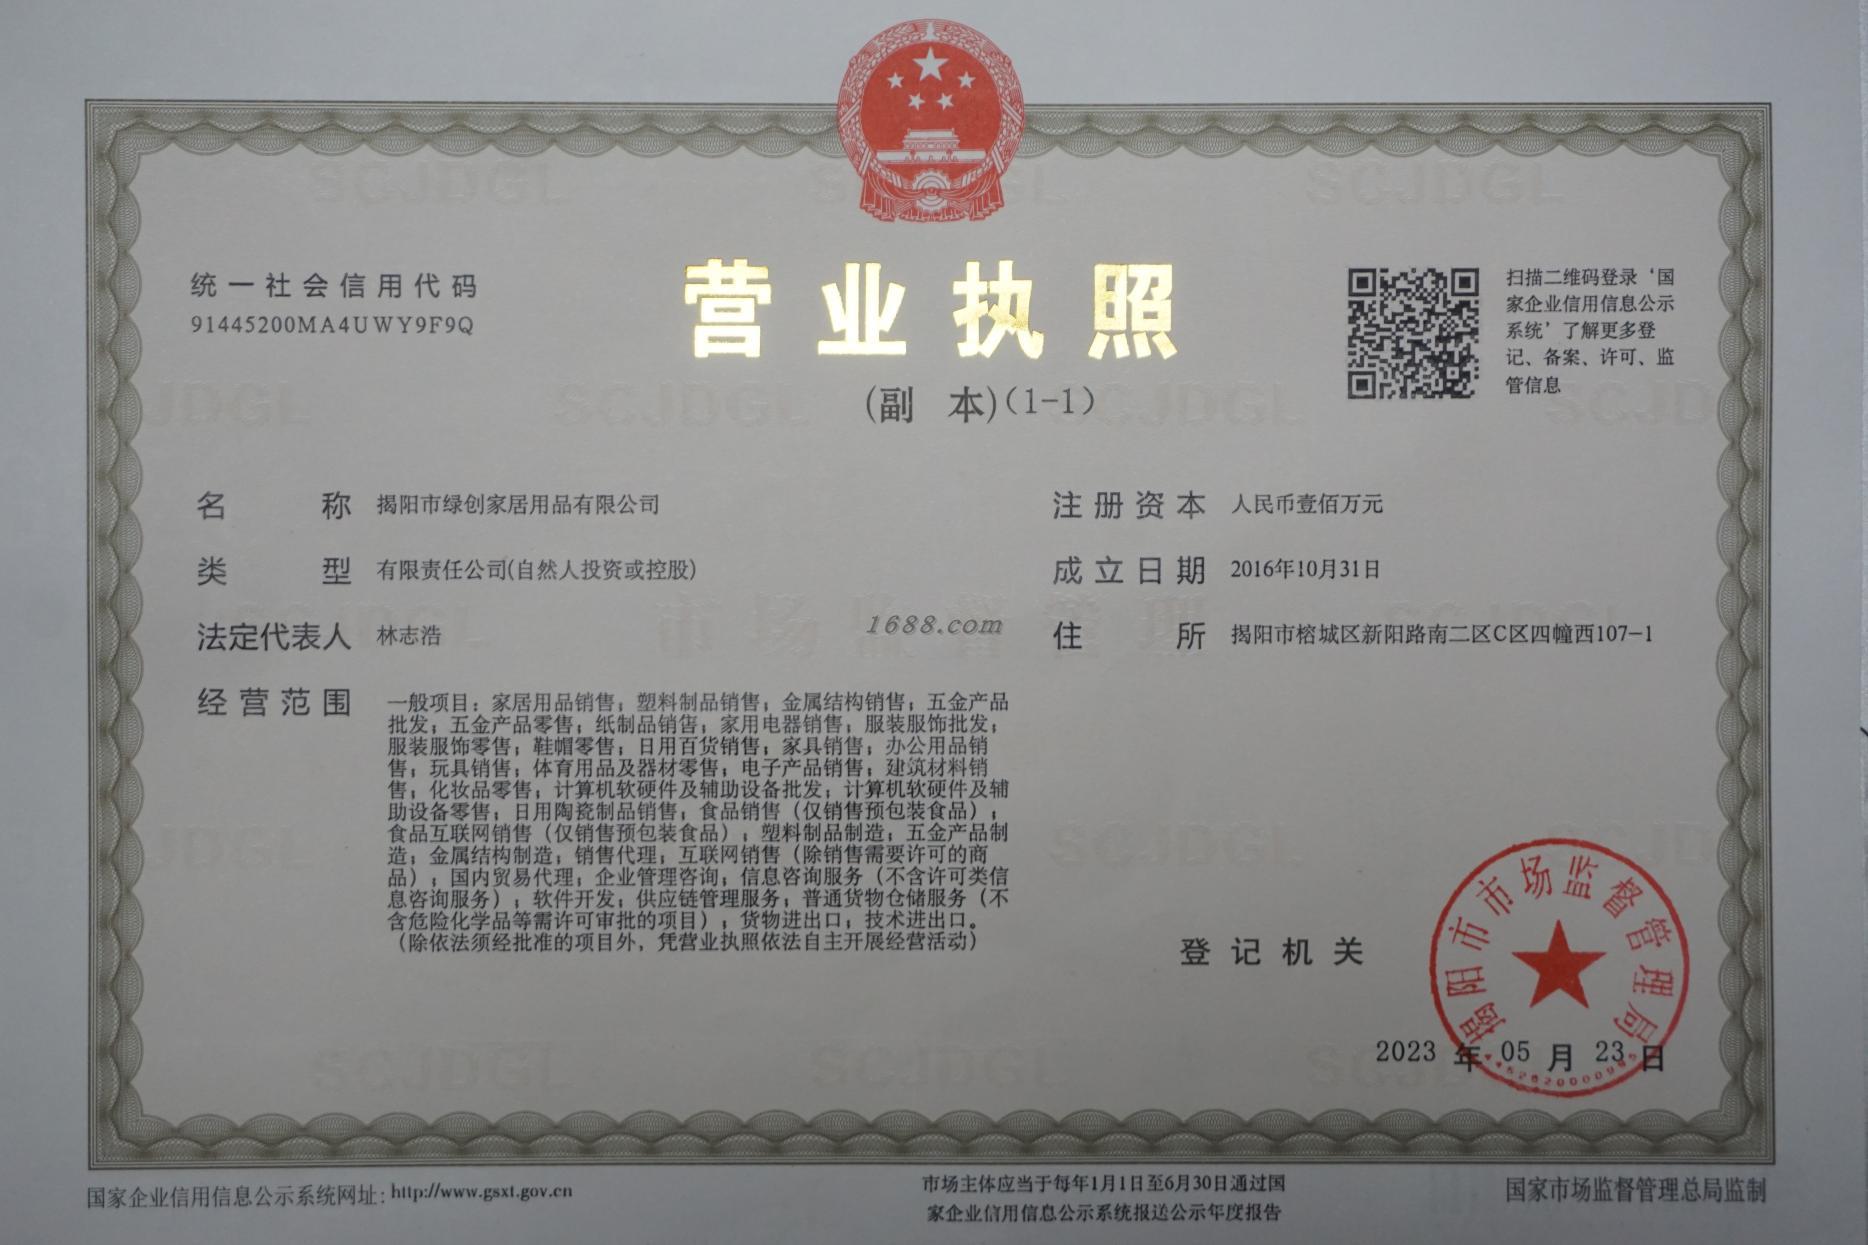 统一社会信用代码
91445200MA4UWY9F9Q
营业执照
(副 本)(1-1)
扫描二维码登录‘国
家企业信用信息公示
系统’了解更多登
记、备案、许可、监
管信息
名 称 揭阳市绿创家居用品有限公司
类 型 有限责任公司(自然人投资或控股)
法定代表人 林志浩
经营范围 一般项目：家居用品销售；塑料制品销售；金属结构销售；五金产品
批发；五金产品零售；纸制品销售；家用电器销售；服装服饰批发；
服装服饰零售；鞋帽零售；日用百货销售；家具销售；办公用品销
售；玩具销售；体育用品及器材零售；电子产品销售；建筑材料销
售；化妆品零售；计算机软硬件及辅助设备批发；计算机软硬件及辅
助设备零售；日用陶瓷制品销售；食品销售（仅销售预包装食品）；
食品互联网销售（仅销售预包装食品）；塑料制品制造；五金产品制
造；金属结构制造；销售代理；互联网销售（除销售需要许可的商
品）；国内贸易代理；企业管理咨询；信息咨询服务（不含许可类信
息咨询服务）；软件开发；供应链管理服务；普通货物仓储服务（不
含危险化学品等需许可审批的项目）；货物进出口；技术进出口。
（除依法须经批准的项目外，凭营业执照依法自主开展经营活动）
注册资本 人民币壹佰万元
成立日期 2016年10月31日
住 所 揭阳市榕城区新阳路南二区C区四幢西107-1
1688.com
市场监督管理
SCJDGL
登记机关
揭阳市市场监督管理局
2023 年 05 月 23 日
国家企业信用信息公示系统网址：http://www.gsxt.gov.cn
市场主体应当于每年1月1日至6月30日通过国
家企业信用信息公示系统报送公示年度报告
国家市场监督管理总局监制